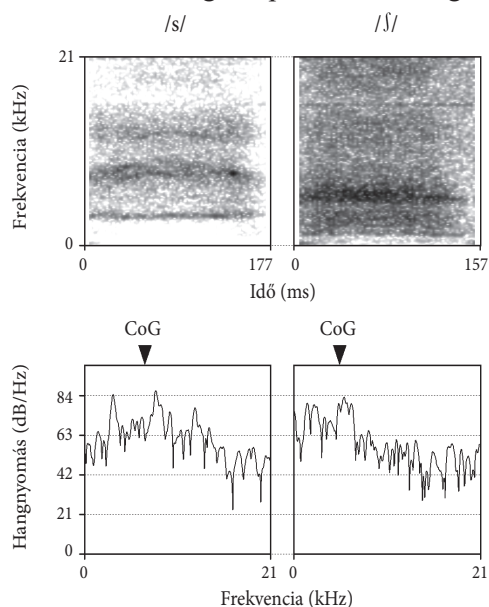 /s/
/ʃ/
21
Frekvencia (kHz)
0
0
177
0
157
Idő (ms)
CoG
CoG
84
63
42
21
0
Hangnyomás (dB/Hz)
0
21
0
21
Frekvencia (kHz)